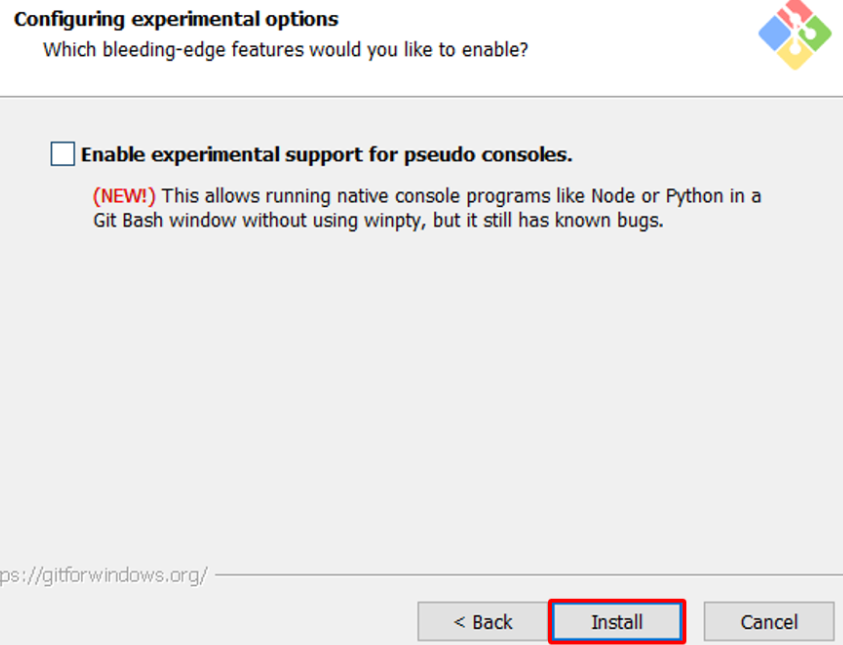 Configuring experimental options
Which bleeding-edge features would you like to enable?
Enable experimental support for pseudo consoles.
(NEW!) This allows running native console programs like Node or Python in a
Git Bash window without using winpty, but it still has known bugs.
ps://gitforwindows.org/
< Back
Install
Cancel